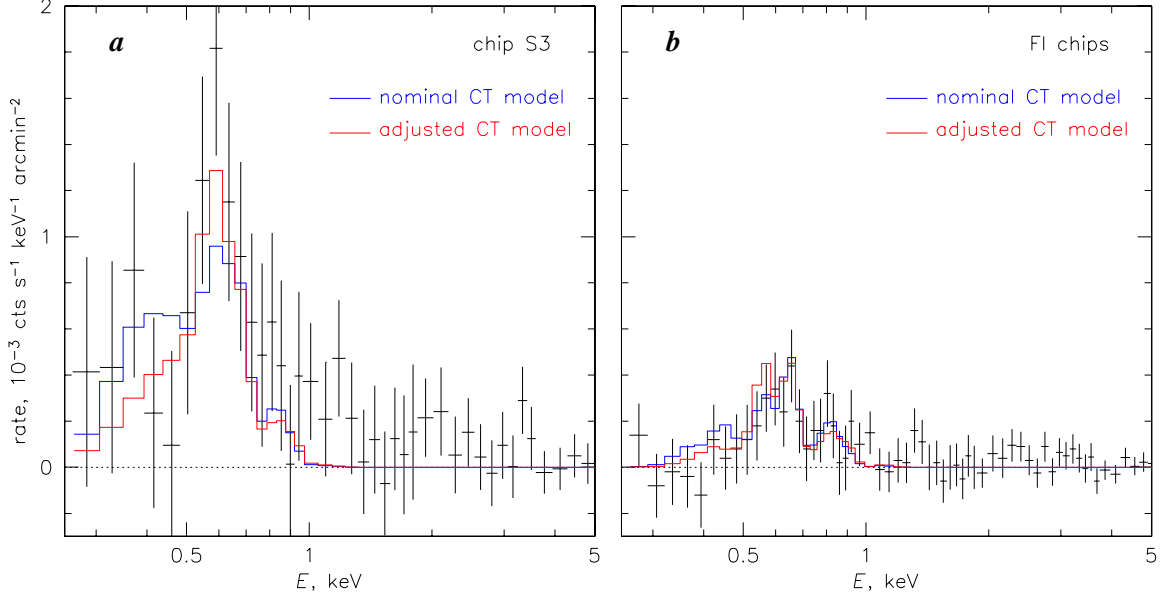 a
chip S3
nominal CT model
adjusted CT model
2
1
0
rate, 10⁻³ cts s⁻¹ keV⁻¹ arcmin⁻²
0.5 1 5
E, keV
b
FI chips
nominal CT model
adjusted CT model
0.5 1 2 5
E, keV